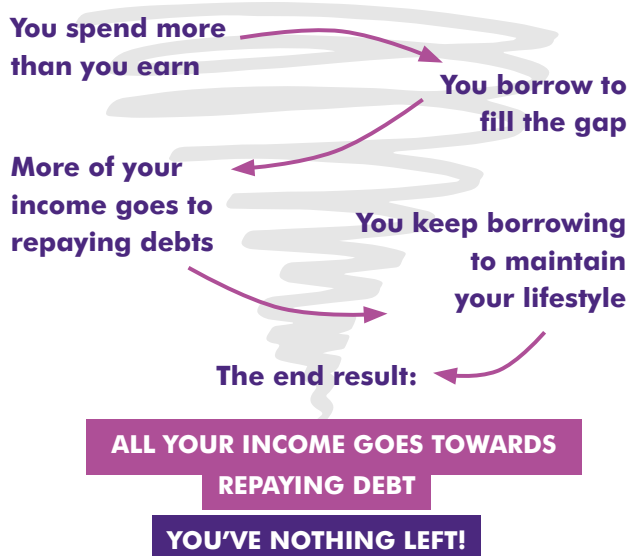 You spend more
than you earn
You borrow to
fill the gap
More of your
income goes to
repaying debts
You keep borrowing
to maintain
your lifestyle
The end result:
ALL YOUR INCOME GOES TOWARDS
REPAYING DEBT
YOU'VE NOTHING LEFT!